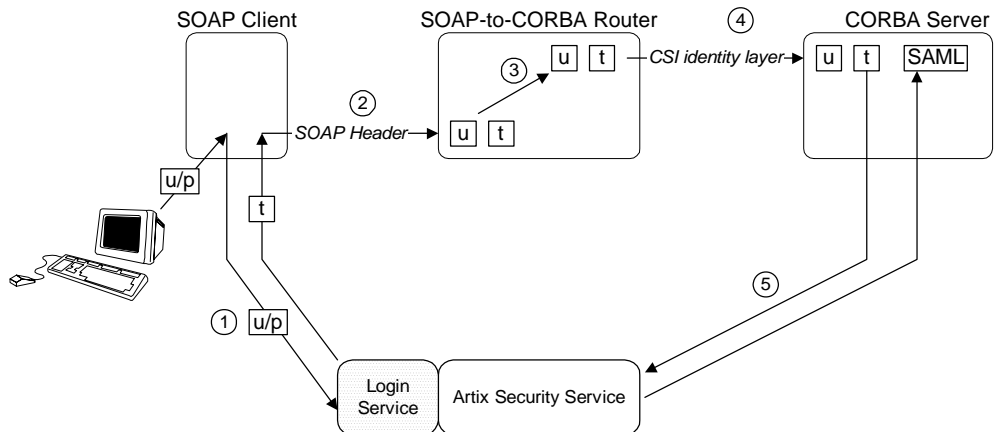 SOAP Client
SOAP-to-CORBA Router
4
CORBA Server
u t
CSI identity layer
u t SAML
3
2
SOAP Header
u t
u/p
t
5
1
u/p
Login
Service
Artix Security Service